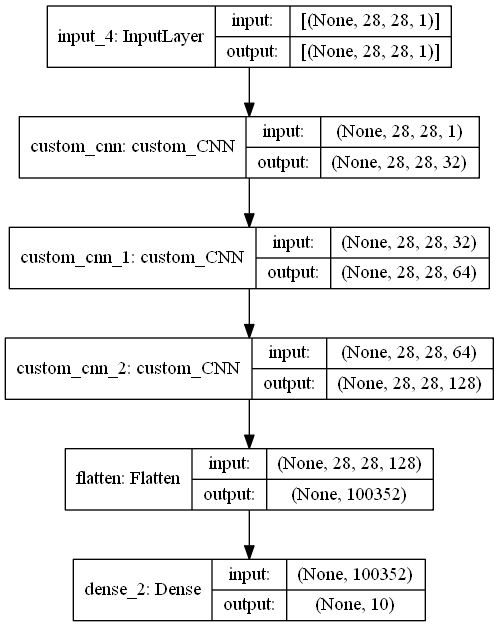 input_4: InputLayer
input: [(None, 28, 28, 1)]
output: [(None, 28, 28, 1)]
custom_cnn: custom_CNN
input: (None, 28, 28, 1)
output: (None, 28, 28, 32)
custom_cnn_1: custom_CNN
input: (None, 28, 28, 32)
output: (None, 28, 28, 64)
custom_cnn_2: custom_CNN
input: (None, 28, 28, 64)
output: (None, 28, 28, 128)
flatten: Flatten
input: (None, 28, 28, 128)
output: (None, 100352)
dense_2: Dense
input: (None, 100352)
output: (None, 10)